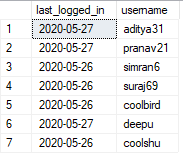 last_logged_in username
1 2020-05-27 aditya31
2 2020-05-27 pranav21
3 2020-05-26 simran6
4 2020-05-26 suraj69
5 2020-05-26 coolbird
6 2020-05-27 deepu
7 2020-05-26 coolshu